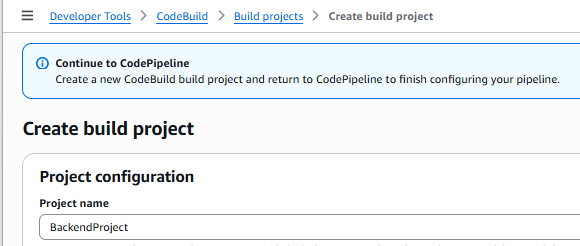 Developer Tools > CodeBuild > Build projects > Create build project
Continue to CodePipeline
Create a new CodeBuild build project and return to CodePipeline to finish configuring your pipeline.
Create build project
Project configuration
Project name
BackendProject